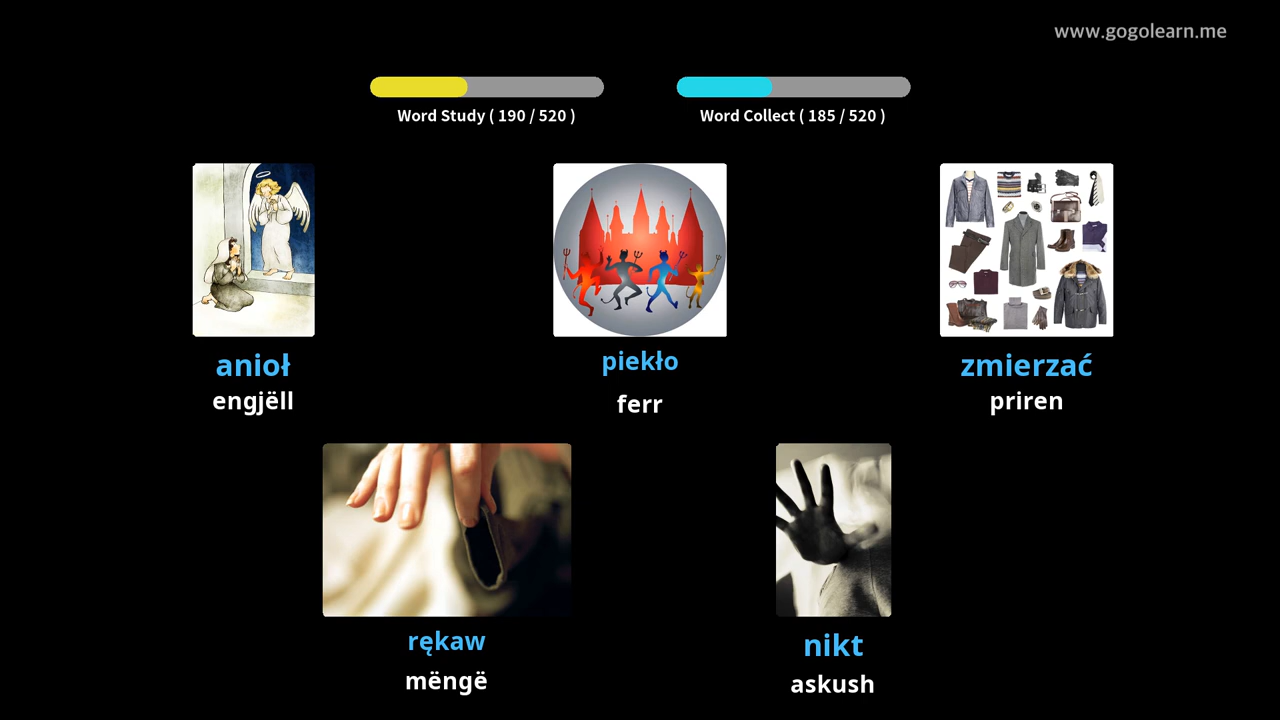 www.gogolearn.me
Word Study ( 190 / 520 )
Word Collect ( 185 / 520 )
anioł
engjëll
piekło
ferr
zmierzać
priren
rękaw
mëngë
nikt
askush